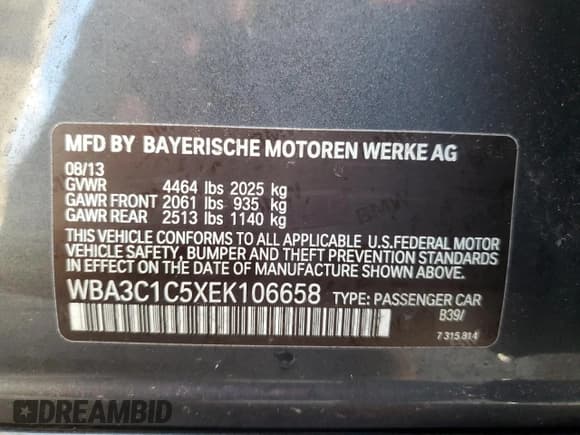 MFD BY BAYERISCHE MOTOREN WERKE AG
08/13
GVWR 4464 lbs 2025 kg
GAWR FRONT 2061 lbs 935 kg
GAWR REAR 2513 lbs 1140 kg
THIS VEHICLE CONFORMS TO ALL APPLICABLE U.S.FEDERAL MOTOR
VEHICLE SAFETY, BUMPER AND THEFT PREVENTION STANDARDS
IN EFFECT ON THE DATE OF MANUFACTURE SHOWN ABOVE.
WBA3C1C5XEK106658 TYPE: PASSENGER CAR
B39/
7 315 814
DREAMBID